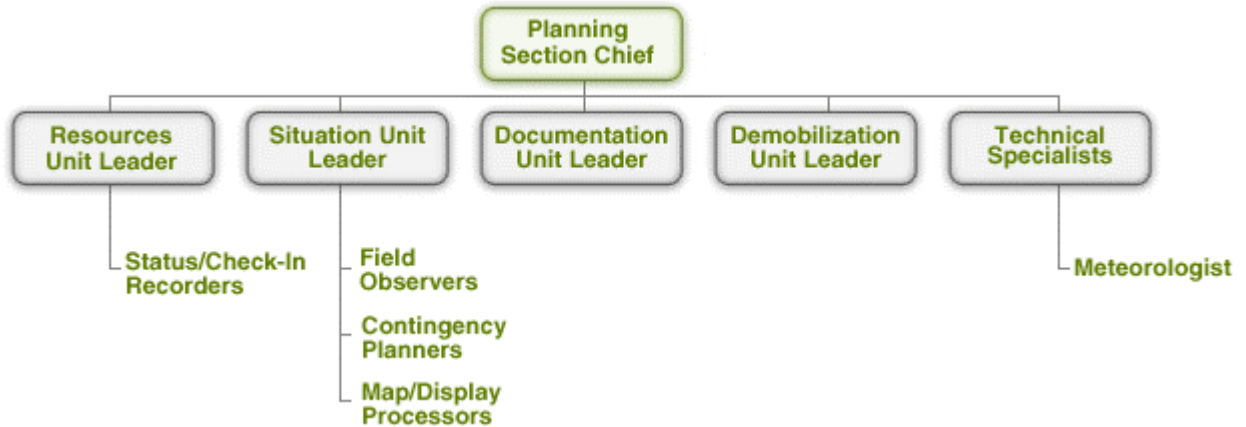 Planning
Section Chief
Resources
Unit Leader
Situation Unit
Leader
Documentation
Unit Leader
Demobilization
Unit Leader
Technical
Specialists
Status/Check-In
Recorders
Field
Observers
Contingency
Planners
Map/Display
Processors
Meteorologist